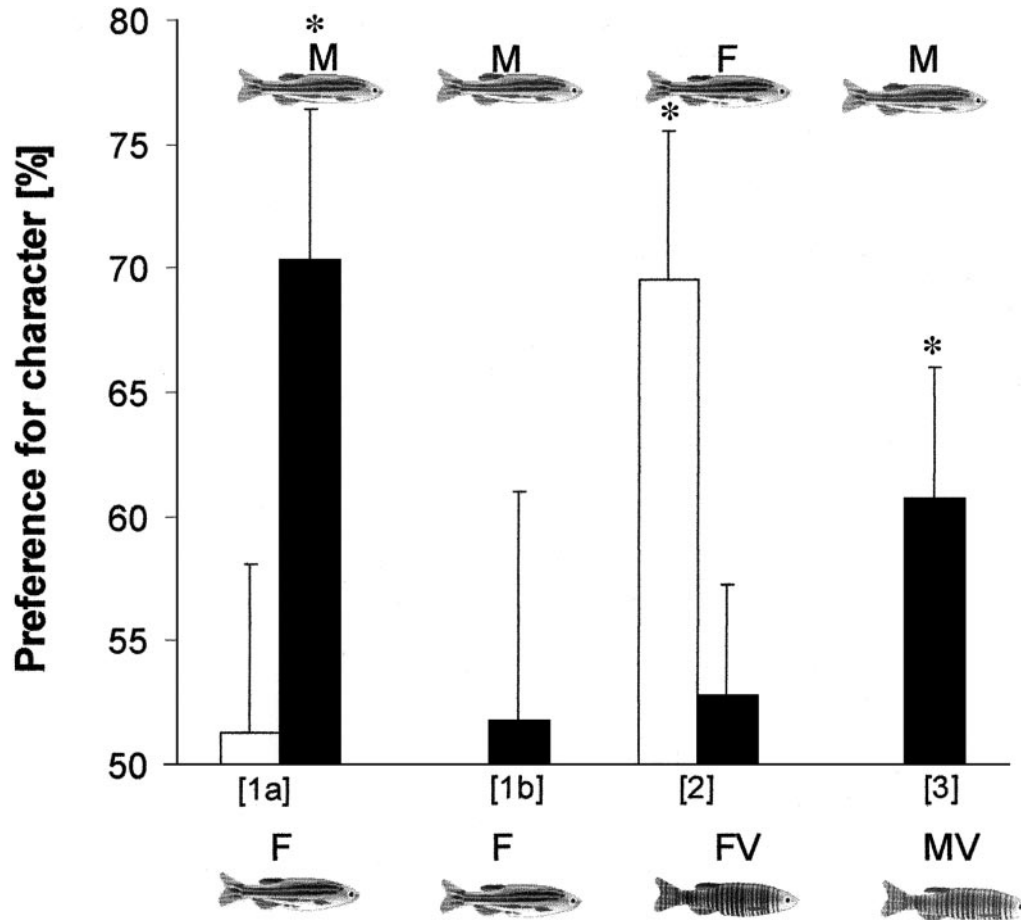 Preference for character [%]
80
75
70
65
60
55
50
*
M
M
F
M
*
*
[1a]
[1b]
[2]
[3]
F
F
FV
MV